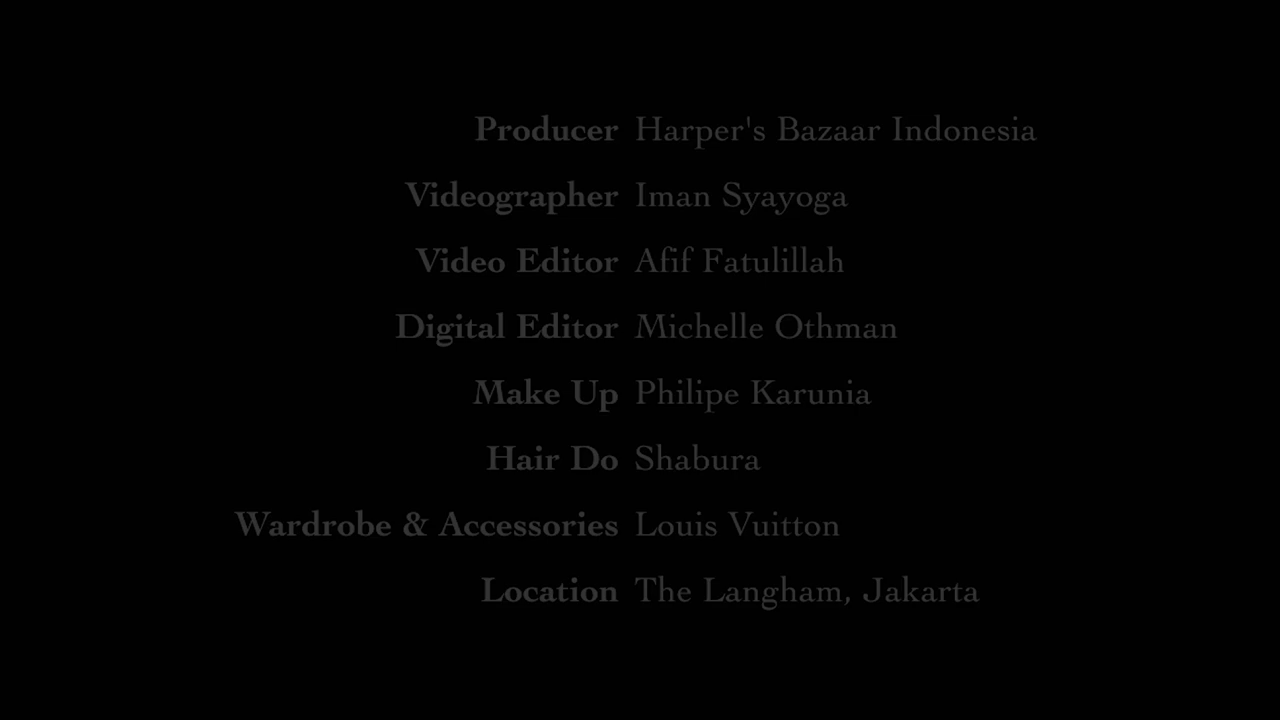 Producer Harper's Bazaar Indonesia
Videographer Iman Syayoga
Video Editor Afif Fatulillah
Digital Editor Michelle Othman
Make Up Philipe Karunia
Hair Do Shabura
Wardrobe & Accessories Louis Vuitton
Location The Langham, Jakarta